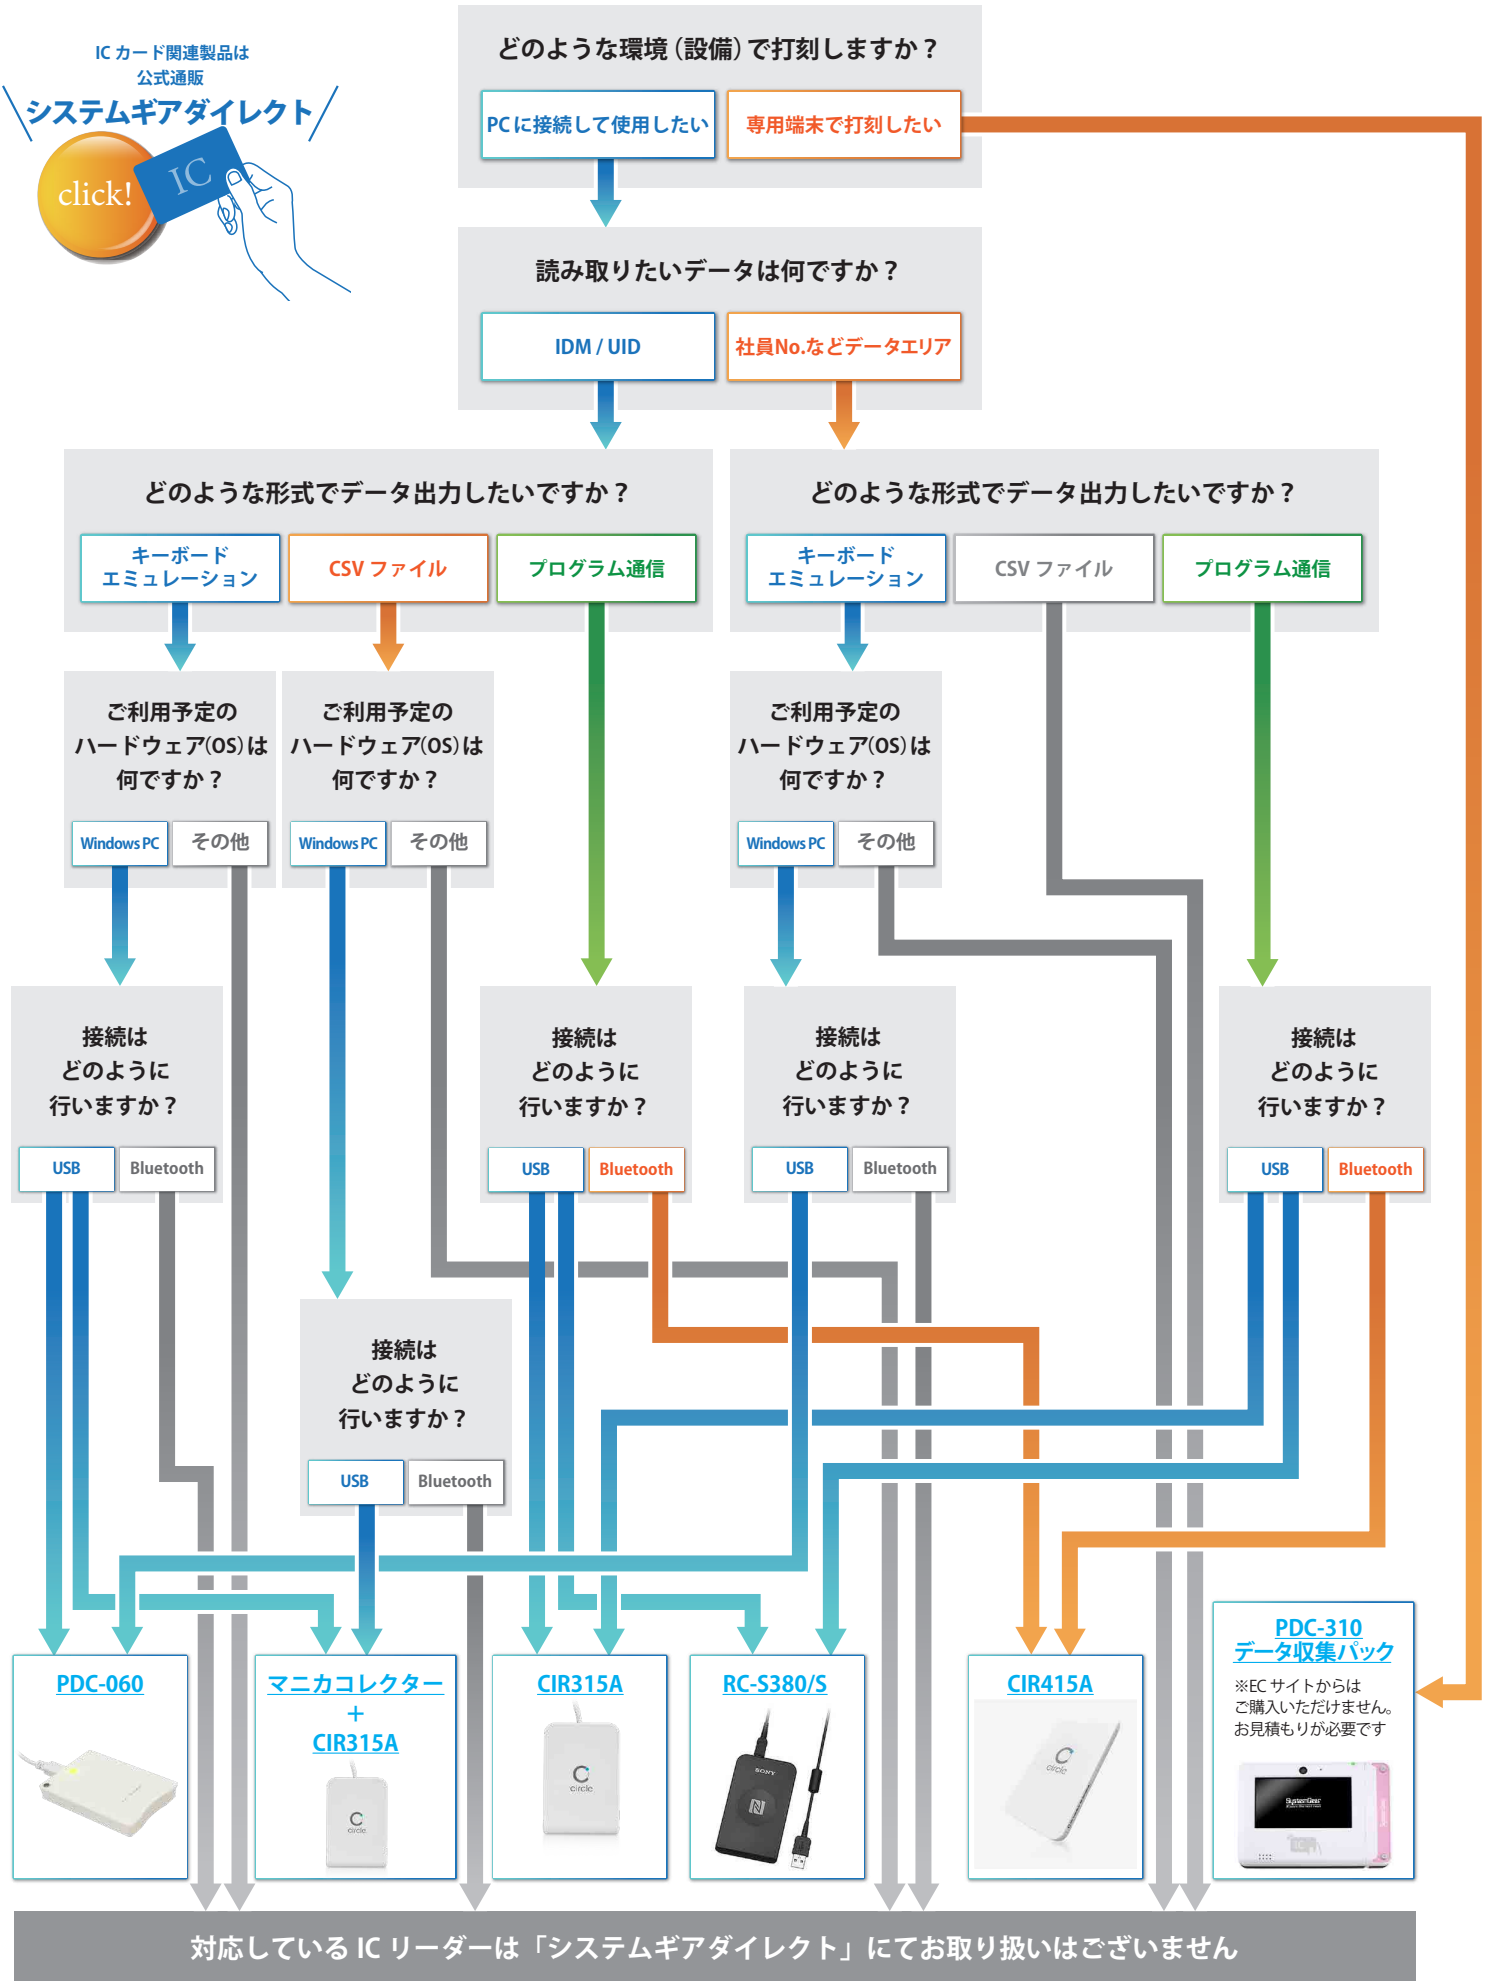 IC カード関連製品は
公式通販
システムギアダイレクト
click!
IC
どのような環境（設備）で打刻しますか？
PCに接続して使用したい
専用端末で打刻したい
読み取りたいデータは何ですか？
IDM / UID
社員No.などデータエリア
どのような形式でデータ出力したいですか？
キーボード
エミュレーション
CSV ファイル
プログラム通信
どのような形式でデータ出力したいですか？
キーボード
エミュレーション
CSV ファイル
プログラム通信
ご利用予定の
ハードウェア(OS)は
何ですか？
Windows PC
その他
ご利用予定の
ハードウェア(OS)は
何ですか？
Windows PC
その他
ご利用予定の
ハードウェア(OS)は
何ですか？
Windows PC
その他
接続は
どのように
行いますか？
USB
Bluetooth
接続は
どのように
行いますか？
USB
Bluetooth
接続は
どのように
行いますか？
USB
Bluetooth
接続は
どのように
行いますか？
USB
Bluetooth
接続は
どのように
行いますか？
USB
Bluetooth
PDC-060
マニカコレクター
＋
CIR315A
circle
CIR315A
circle
RC-S380/S
SONY
CIR415A
circle
PDC-310
データ収集パック
※EC サイトからは
ご購入いただけません。
お見積もりが必要です
SystemGear
対応している IC リーダーは「システムギアダイレクト」にてお取り扱いはございません